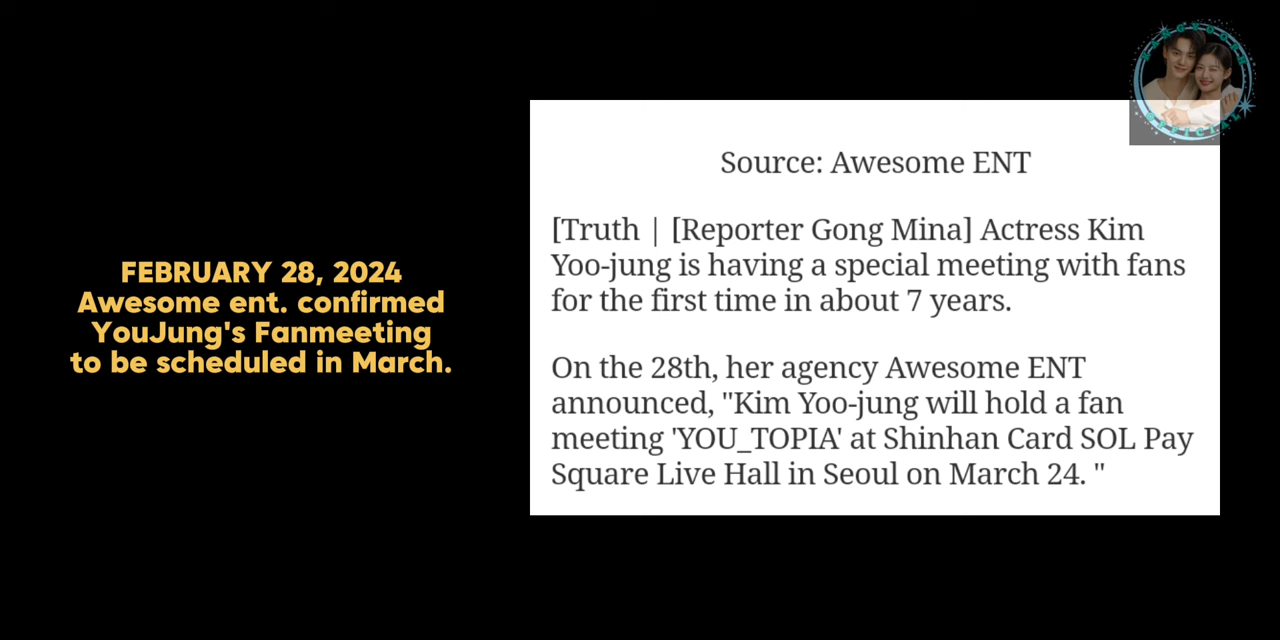 FEBRUARY 28, 2024
Awesome ent. confirmed
YouJung's Fanmeeting
to be scheduled in March.
Source: Awesome ENT
[Truth | [Reporter Gong Mina] Actress Kim
Yoo-jung is having a special meeting with fans
for the first time in about 7 years.
On the 28th, her agency Awesome ENT
announced, "Kim Yoo-jung will hold a fan
meeting 'YOU_TOPIA' at Shinhan Card SOL Pay
Square Live Hall in Seoul on March 24. "
OFFICIAL